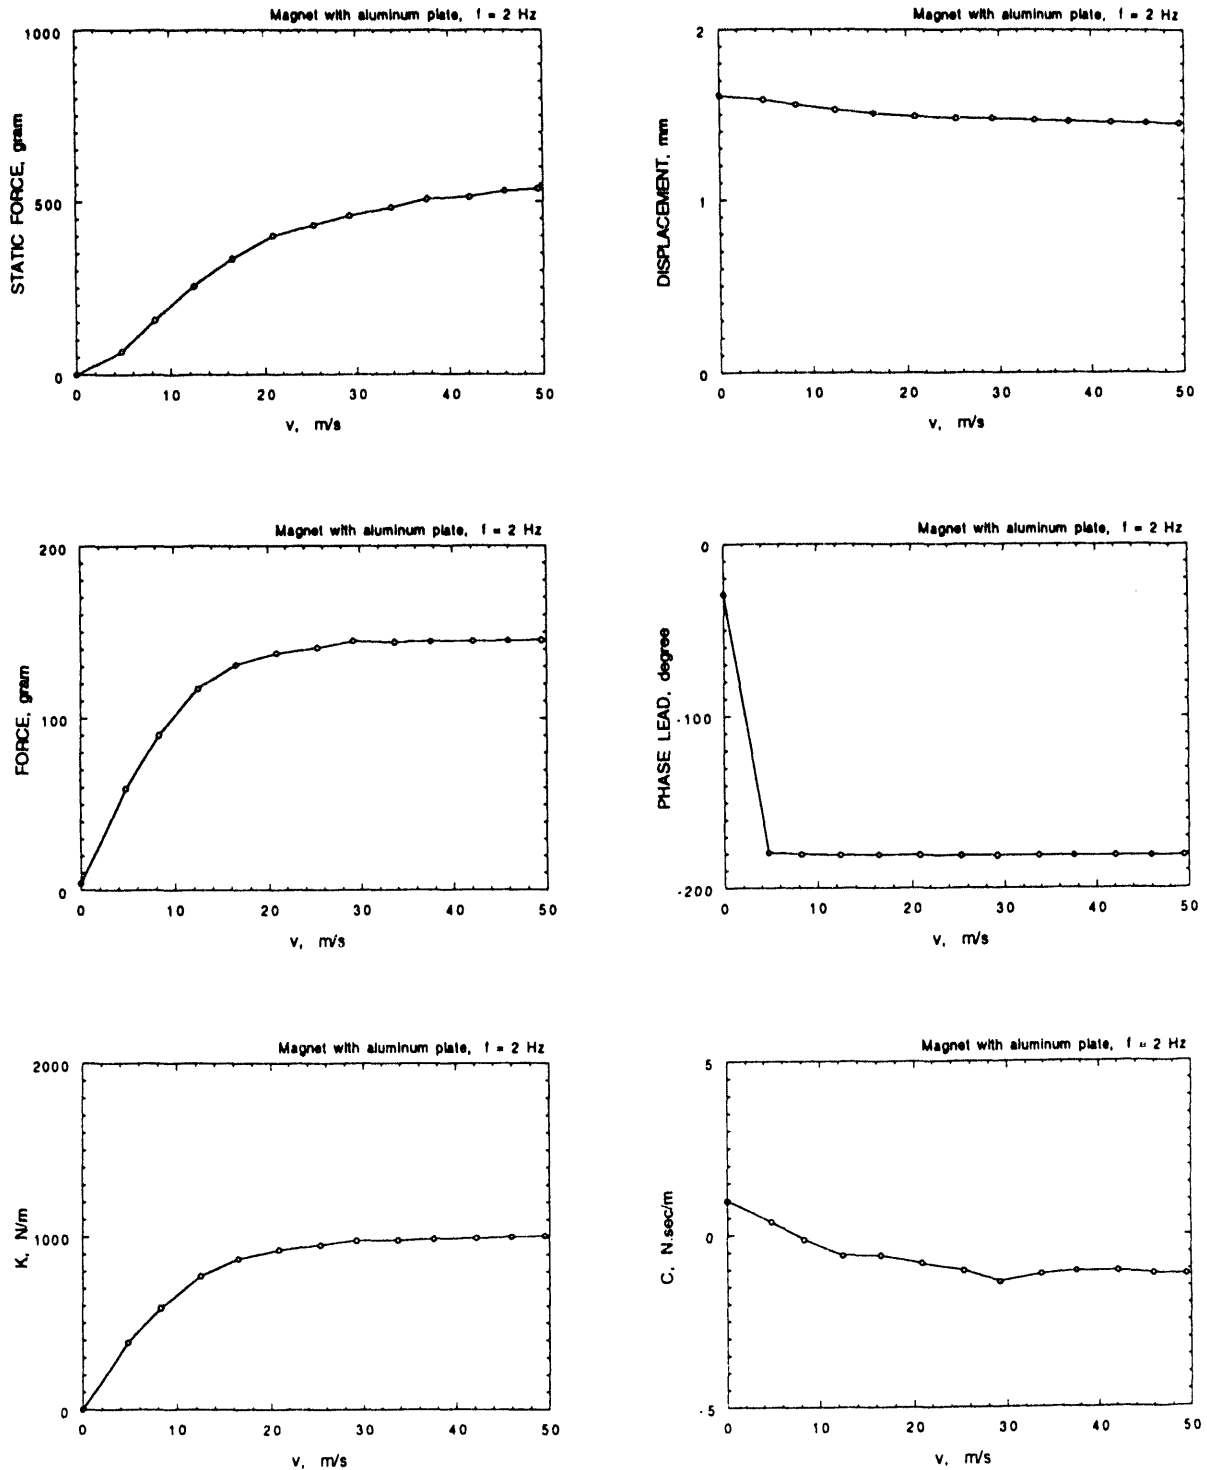 Magnet with aluminum plate, f = 2 Hz
1000
500
0
STATIC FORCE, gram
0 10 20 30 40 50
v, m/s
Magnet with aluminum plate, f = 2 Hz
2
1
0
DISPLACEMENT, mm
0 10 20 30 40 50
v, m/s
Magnet with aluminum plate, f = 2 Hz
200
100
0
FORCE, gram
0 10 20 30 40 50
v, m/s
Magnet with aluminum plate, f = 2 Hz
0
-100
-200
PHASE LEAD, degree
0 10 20 30 40 50
v, m/s
Magnet with aluminum plate, f = 2 Hz
2000
1000
0
K, N/m
0 10 20 30 40 50
v, m/s
Magnet with aluminum plate, f = 2 Hz
5
0
-5
C, N.sec/m
0 10 20 30 40 50
v, m/s